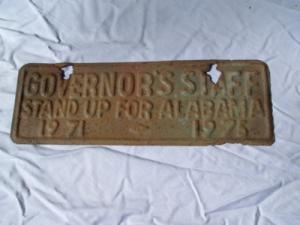 GOVERNOR'S STAFF
STAND UP FOR ALABAMA
1971 1975